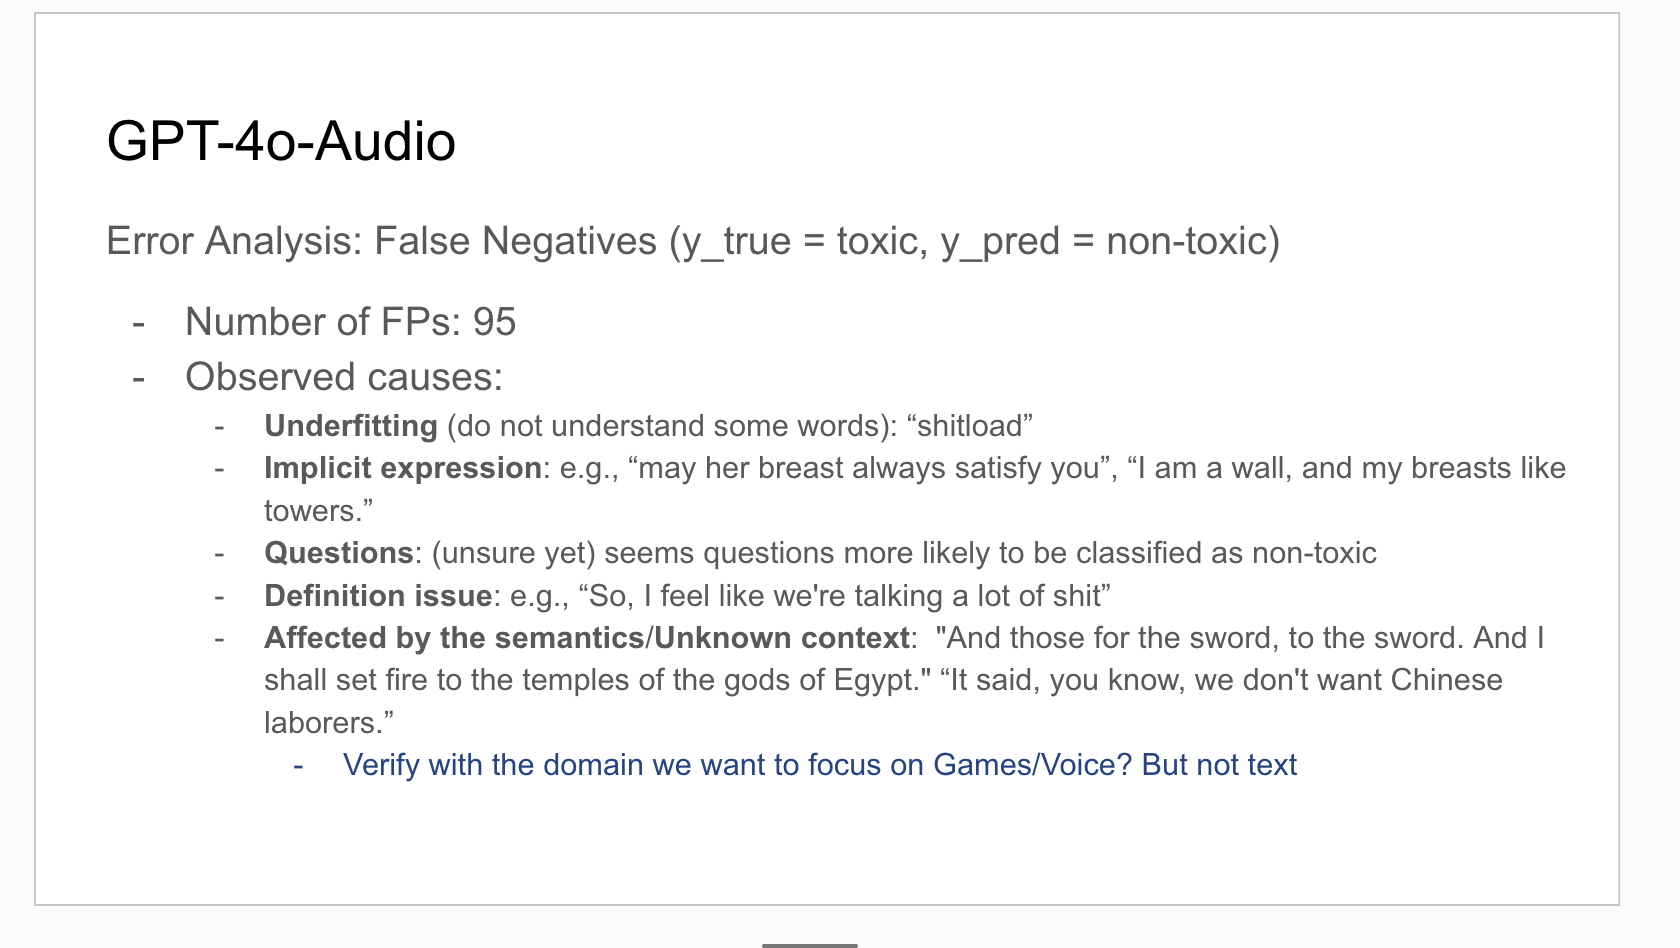 GPT-4o-Audio
Error Analysis: False Negatives (y_true = toxic, y_pred = non-toxic)
- Number of FPs: 95
- Observed causes:
- Underfitting (do not understand some words): “shitload”
- Implicit expression: e.g., “may her breast always satisfy you”, “I am a wall, and my breasts like
towers.”
- Questions: (unsure yet) seems questions more likely to be classified as non-toxic
- Definition issue: e.g., “So, I feel like we're talking a lot of shit”
- Affected by the semantics/Unknown context:  "And those for the sword, to the sword. And I
shall set fire to the temples of the gods of Egypt." “It said, you know, we don't want Chinese
laborers.”
- Verify with the domain we want to focus on Games/Voice? But not text